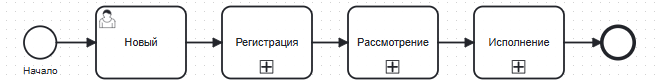 Новый
Регистрация
Рассмотрение
Исполнение
Начало